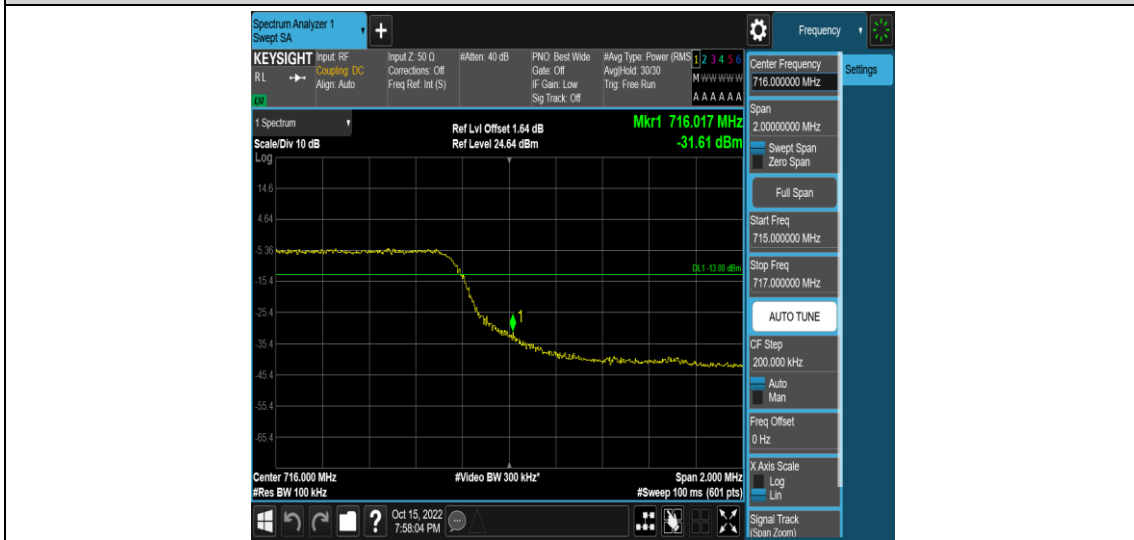 Spectrum Analyzer 1
Swept SA
Frequency
KEYSIGHT
RL
LXI
Input: RF
Coupling: DC
Align: Auto
Input Z: 50 Ω
Corrections: Off
Freq Ref: Int (S)
#Atten: 40 dB
PNO: Best Wide
Gate: Off
IF Gain: Low
Sig Track: Off
#Avg Type: Power (RMS
Avg|Hold: 30/30
Trig: Free Run
1 2 3 4 5 6
M W W W W W
A A A A A A
1 Spectrum
Scale/Div 10 dB
Log
Ref Lvl Offset 1.64 dB
Ref Level 24.64 dBm
Mkr1 716.017 MHz
-31.61 dBm
14.6
4.64
-5.36
-15.4
-25.4
-35.4
-45.4
-55.4
-65.4
DL1 -13.00 dBm
1
Center 716.000 MHz
#Res BW 100 kHz
#Video BW 300 kHz*
Span 2.000 MHz
#Sweep 100 ms (601 pts)
Oct 15, 2022
7:58:04 PM
Center Frequency
716.000000 MHz
Settings
Span
2.00000000 MHz
Swept Span
Zero Span
Full Span
Start Freq
715.000000 MHz
Stop Freq
717.000000 MHz
AUTO TUNE
CF Step
200.000 kHz
Auto
Man
Freq Offset
0 Hz
X Axis Scale
Log
Lin
Signal Track
(Span Zoom)